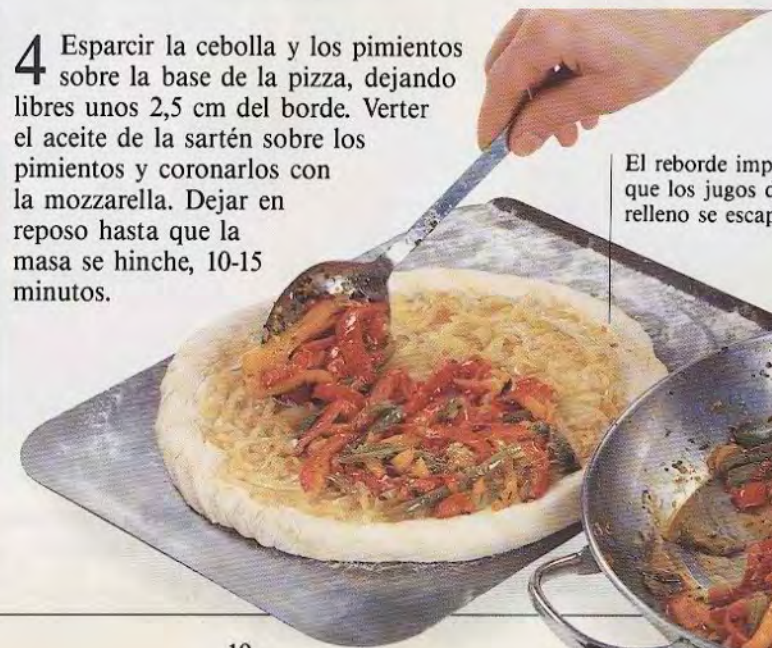 4 Esparcir la cebolla y los pimientos
sobre la base de la pizza, dejando
libres unos 2,5 cm del borde. Verter
el aceite de la sartén sobre los
pimientos y coronarlos con
la mozzarella. Dejar en
reposo hasta que la
masa se hinche, 10-15
minutos.
El reborde
que los jugos
relleno se